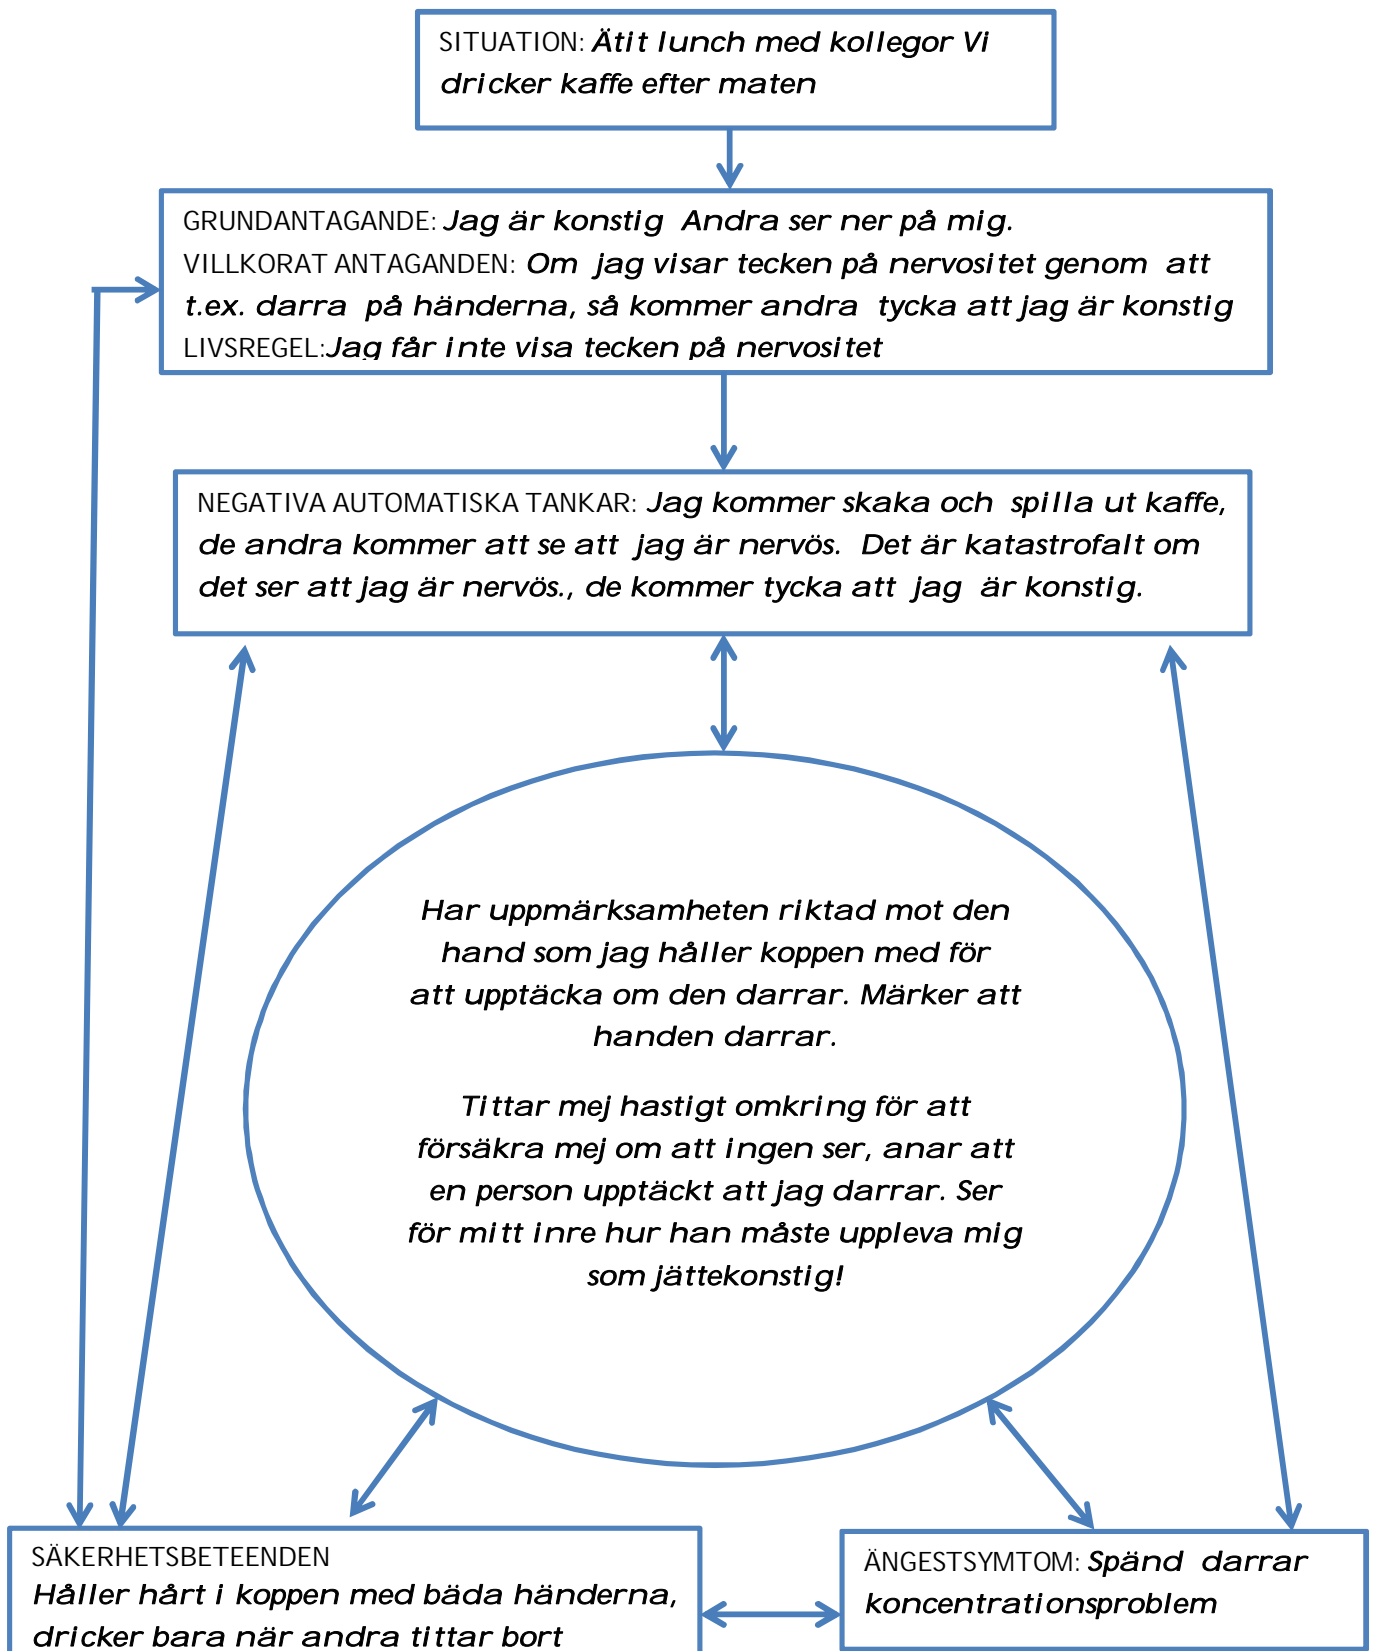 SITUATION: Ätit lunch med kollegor Vi
dricker kaffe efter maten
GRUNDANTAGANDE: Jag är konstig Andra ser ner på mig.
VILLKORAT ANTAGANDEN: Om jag visar tecken på nervositet genom att
t.ex. darra på händerna, så kommer andra tycka att jag är konstig
LIVSREGEL:Jag får inte visa tecken på nervositet
NEGATIVA AUTOMATISKA TANKAR: Jag kommer skaka och spilla ut kaffe,
de andra kommer att se att jag är nervös. Det är katastrofalt om
det ser att jag är nervös., de kommer tycka att jag är konstig.
Har uppmärksamheten riktad mot den
hand som jag håller koppen med för
att upptäcka om den darrar. Märker att
handen darrar.
Tittar mej hastigt omkring för att
försäkra mej om att ingen ser, anar att
en person upptäckt att jag darrar. Ser
för mitt inre hur han måste uppleva mig
som jättekonstig!
SÄKERHETSBETEENDEN
Håller hårt i koppen med bäda händerna,
dricker bara när andra tittar bort
ÄNGESTSYMTOM: Spänd darrar
koncentrationsproblem